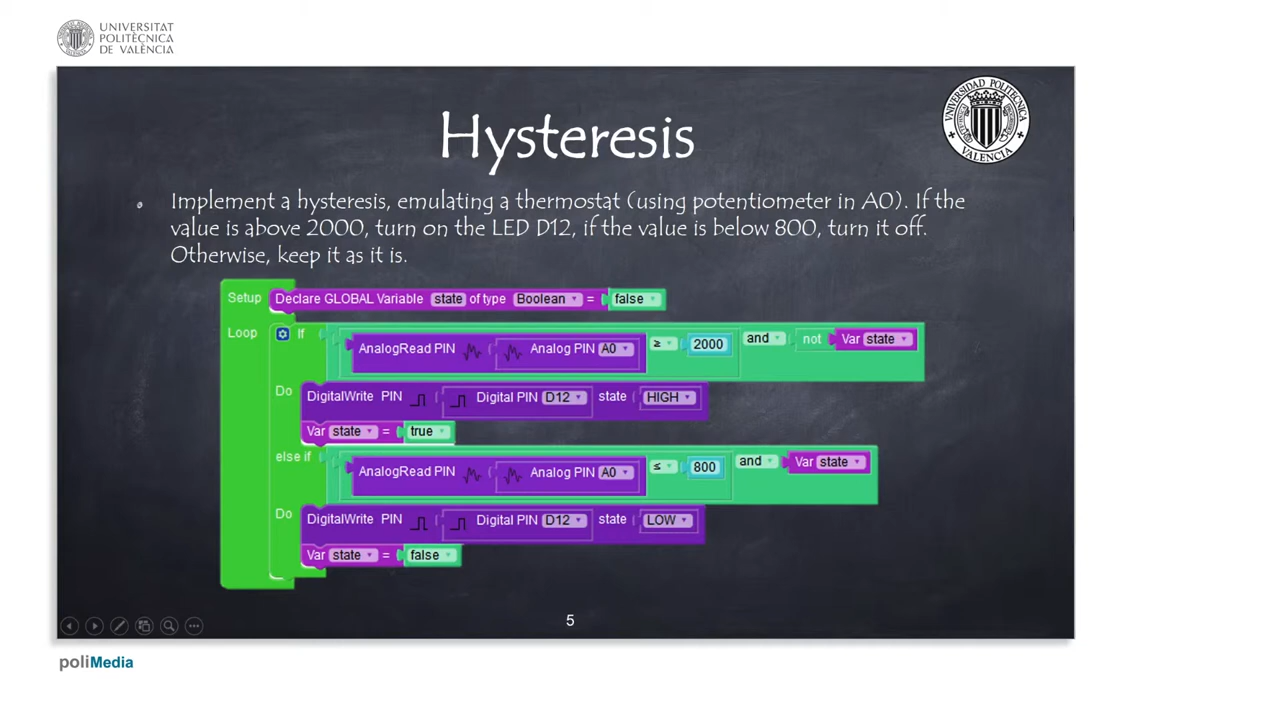 UNIVERSITAT
POLITÈCNICA
DE VALÈNCIA
UNIVERSIDAD POLITECNICA
VALENCIA
Hysteresis
Implement a hysteresis, emulating a thermostat (using potentiometer in A0). If the
value is above 2000, turn on the LED D12, if the value is below 800, turn it off.
Otherwise, keep it as it is.
Setup Declare GLOBAL Variable state of type Boolean = false
Loop If AnalogRead PIN Analog PIN A0 ≥ 2000 and not Var state
Do DigitalWrite PIN Digital PIN D12 state HIGH
Var state = true
else if AnalogRead PIN Analog PIN A0 ≤ 800 and Var state
Do DigitalWrite PIN Digital PIN D12 state LOW
Var state = false
5
poliMedia